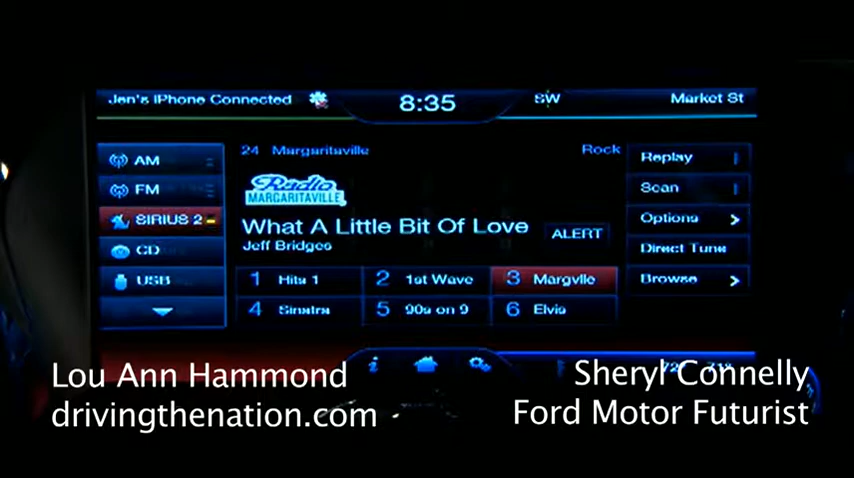 Jen's iPhone Connected 8:35 SW Market St
24 Margaritaville Rock
AM
FM
SIRIUS 2
CD
USB
Radio
MARGARITAVILLE
What A Little Bit Of Love
Jeff Bridges
ALERT
Replay
Scan
Options >
Direct Tune
Browse >
1 Hits 1 2 1st Wave 3 Margvlle
4 Sinatra 5 90s on 9 6 Elvis
Lou Ann Hammond
drivingthenation.com
Sheryl Connelly
Ford Motor Futurist